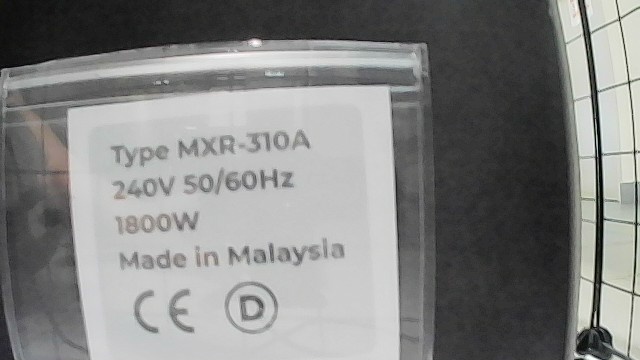 Type MXR-310A
240V 50/60Hz
1800W
Made in Malaysia
CE D